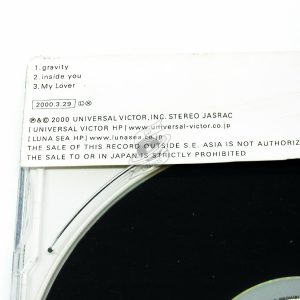 1.gravity
2.inside you
3.My Lover
2000.3.29 Ⓛ Ⓧ
℗&© 2000 UNIVERSAL VICTOR, INC. STEREO JASRAC
| UNIVERSAL VICTOR HP | www.universal-victor.co.jp
| LUNA SEA HP | www.lunasea.co.jp
THE SALE OF THIS RECORD OUTSIDE S.E. ASIA IS NOT AUTHORIZ
THE SALE TO OR IN JAPAN IS STRICTLY PROHIBITED